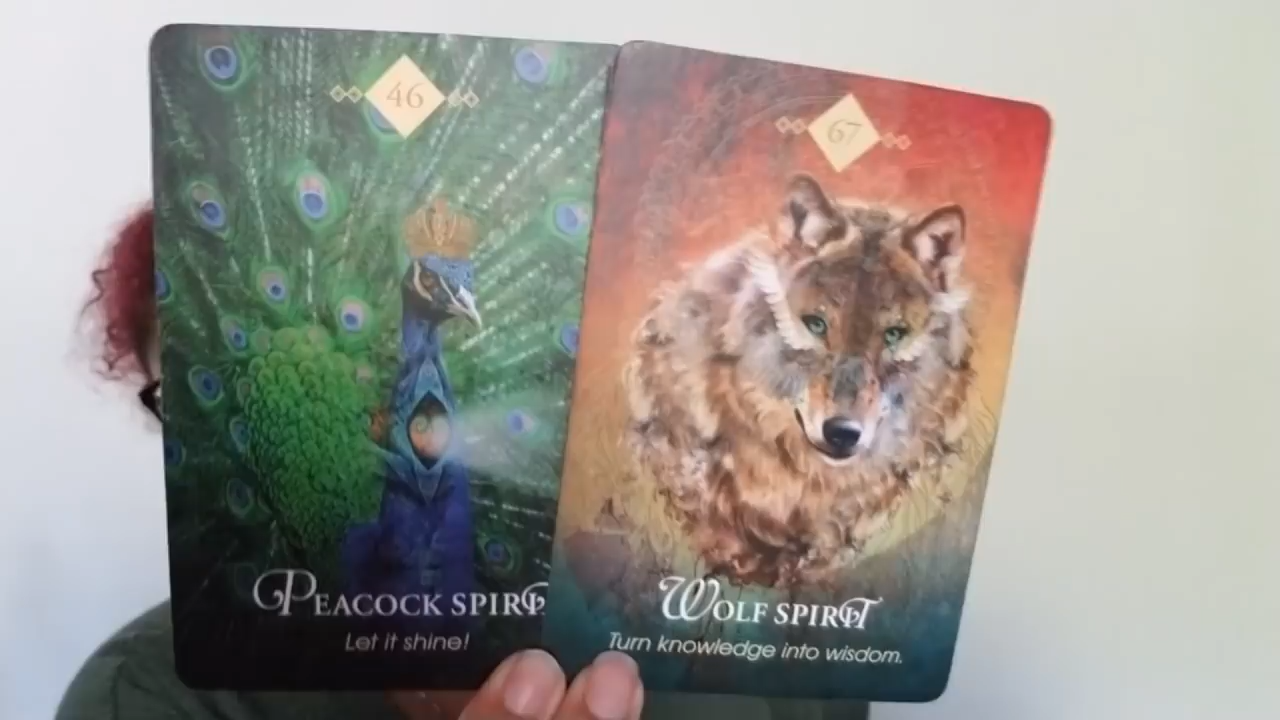 46
PEACOCK SPIRIT
Let it shine!
67
WOLF SPIRIT
Turn knowledge into wisdom.